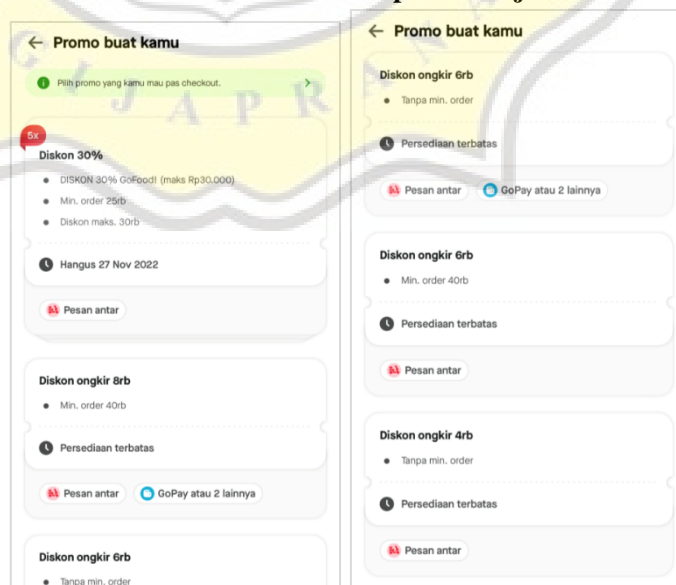 ← Promo buat kamu
Pilih promo yang kamu mau pas checkout.
5x
Diskon 30%
• DISKON 30% GoFood! (maks Rp30.000)
• Min. order 25rb
• Diskon maks. 30rb
Hangus 27 Nov 2022
Pesan antar
Diskon ongkir 8rb
• Min. order 40rb
Persediaan terbatas
Pesan antar
GoPay atau 2 lainnya
Diskon ongkir 6rb
• Tanpa min. order
← Promo buat kamu
Diskon ongkir 6rb
• Tanpa min. order
Persediaan terbatas
Pesan antar
GoPay atau 2 lainnya
Diskon ongkir 6rb
• Min. order 40rb
Persediaan terbatas
Pesan antar
Diskon ongkir 4rb
• Tanpa min. order
Persediaan terbatas
Pesan antar
GIJAPRANA